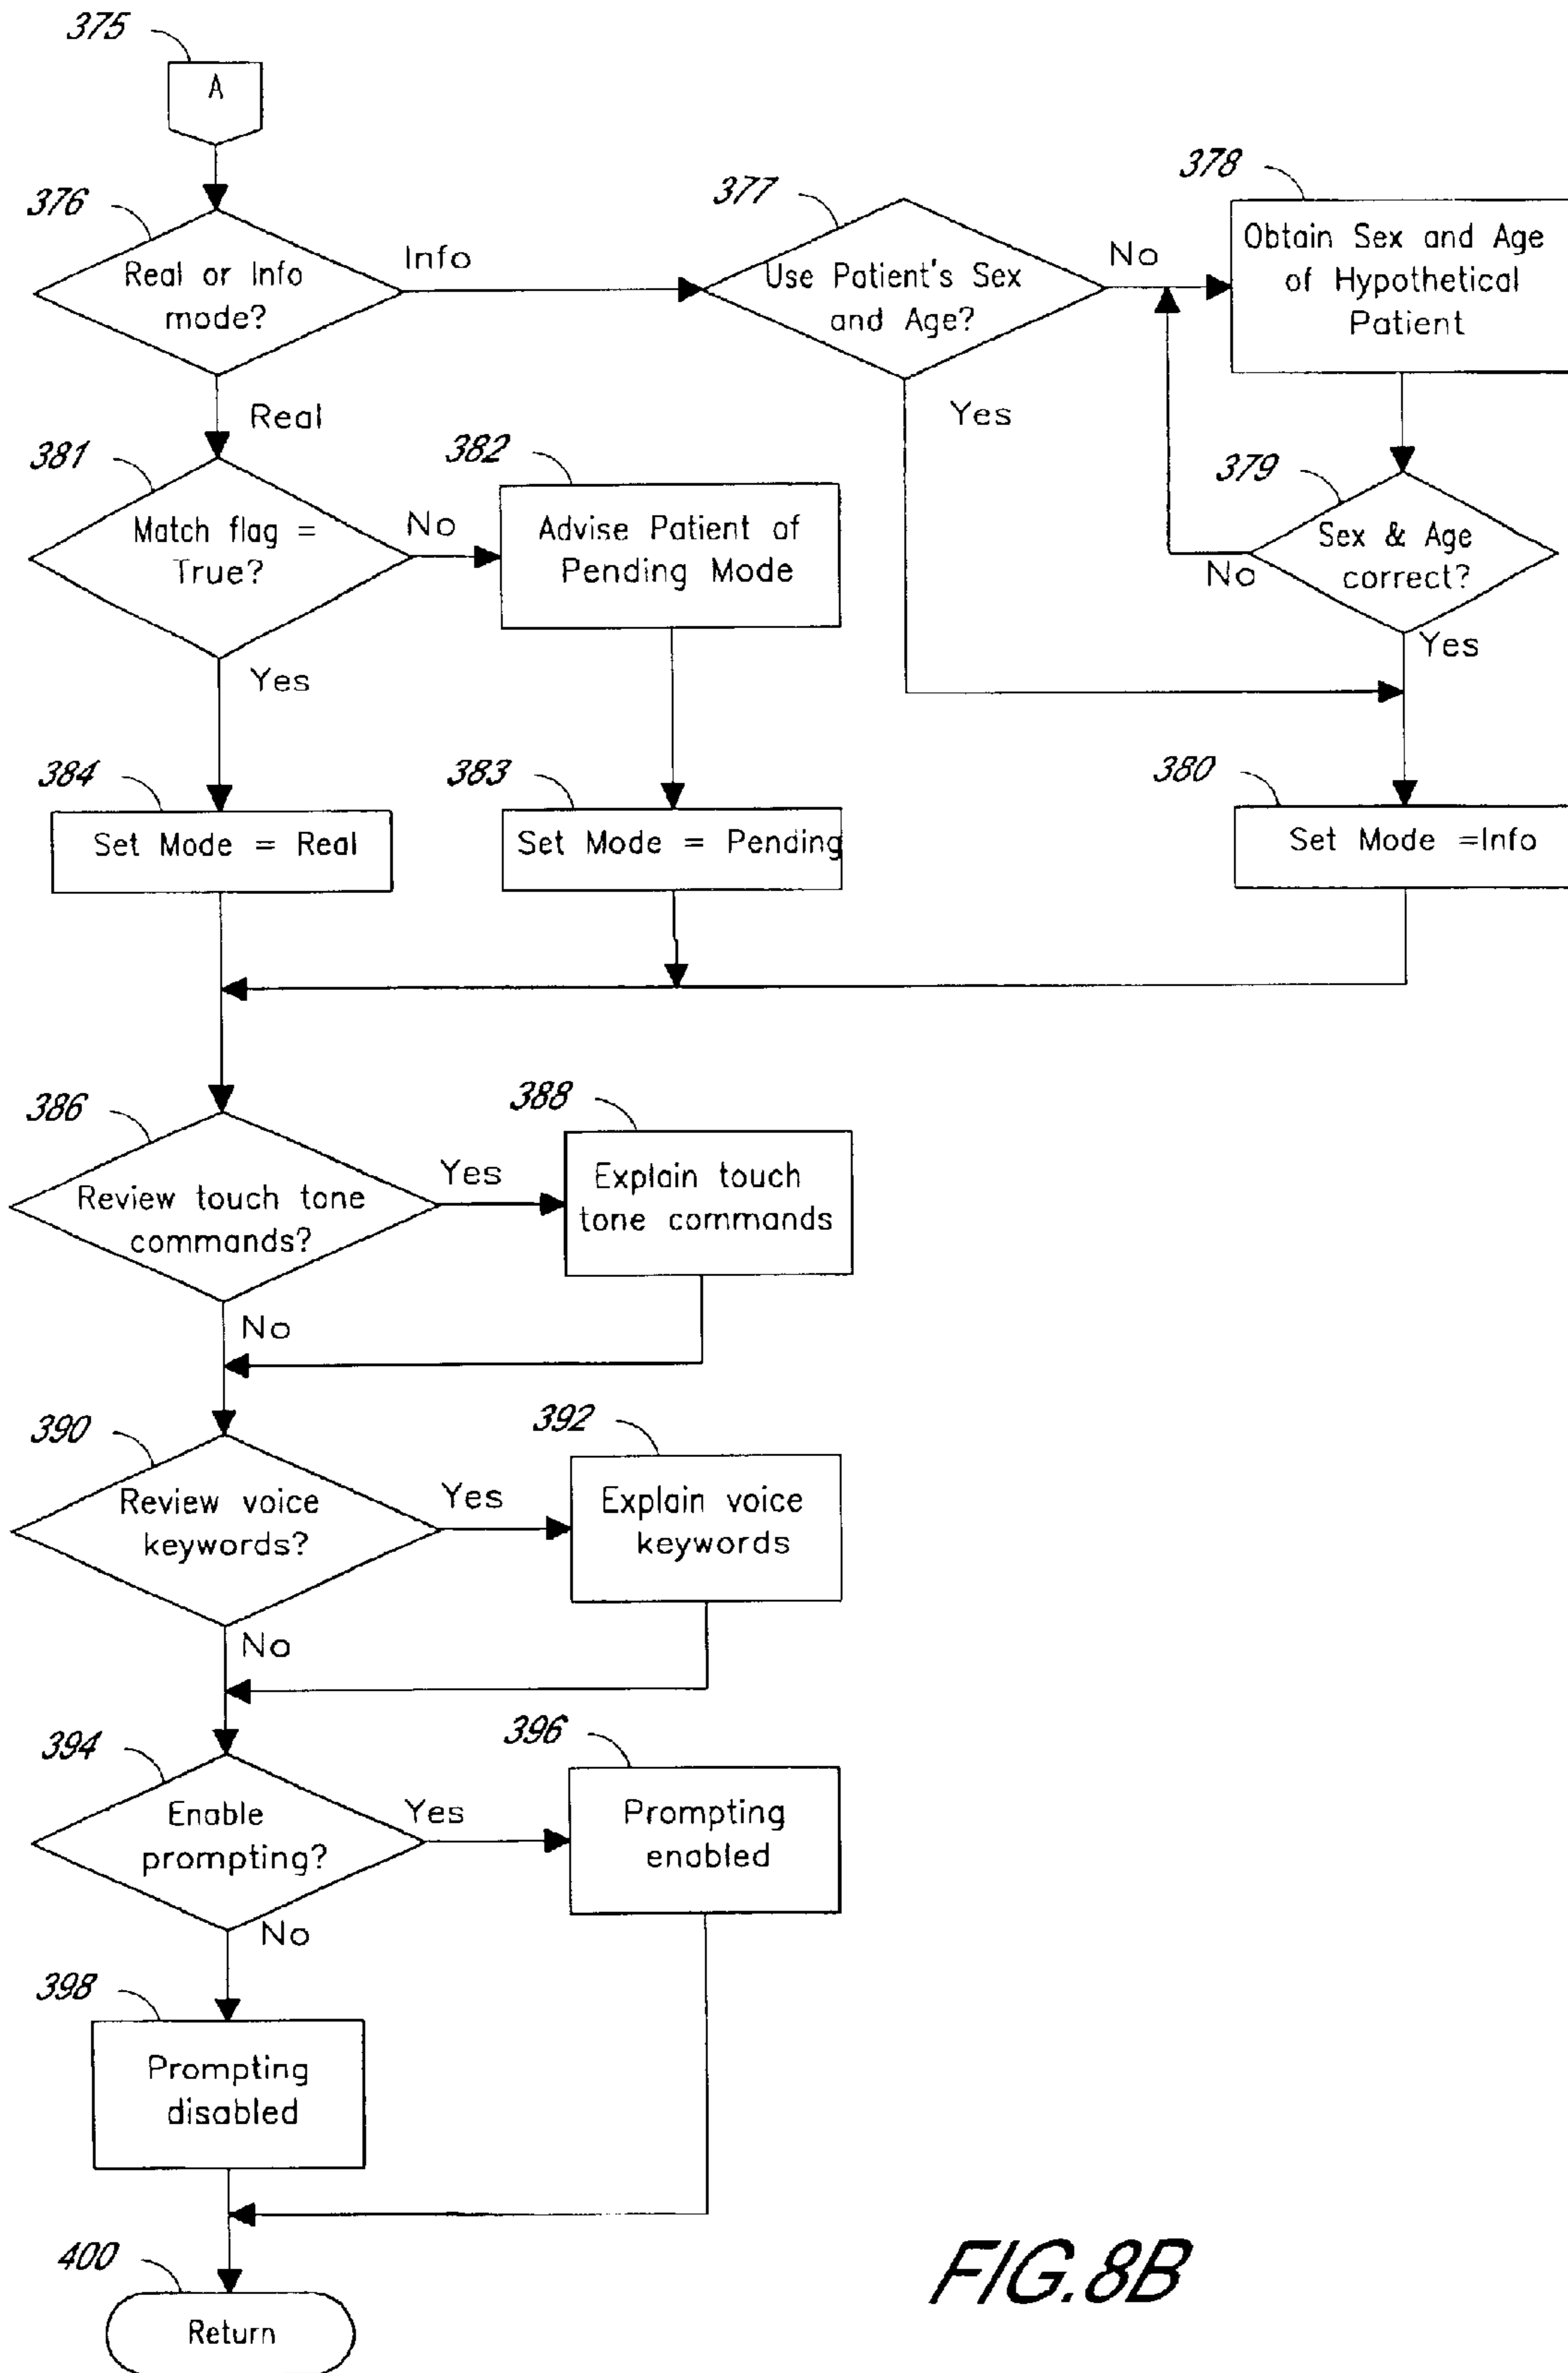 375
A
376
Real or Info
mode?
Info
377
Use Patient's Sex
and Age?
No
378
Obtain Sex and Age
of Hypothetical
Patient
Real
Yes
381
Match flag =
True?
No
382
Advise Patient of
Pending Mode
379
Sex & Age
correct?
No
Yes
Yes
384
Set Mode = Real
383
Set Mode = Pending
380
Set Mode =Info
386
Review touch tone
commands?
Yes
388
Explain touch
tone commands
No
390
Review voice
keywords?
Yes
392
Explain voice
keywords
No
394
Enable
prompting?
Yes
396
Prompting
enabled
No
398
Prompting
disabled
400
Return
FIG.8B